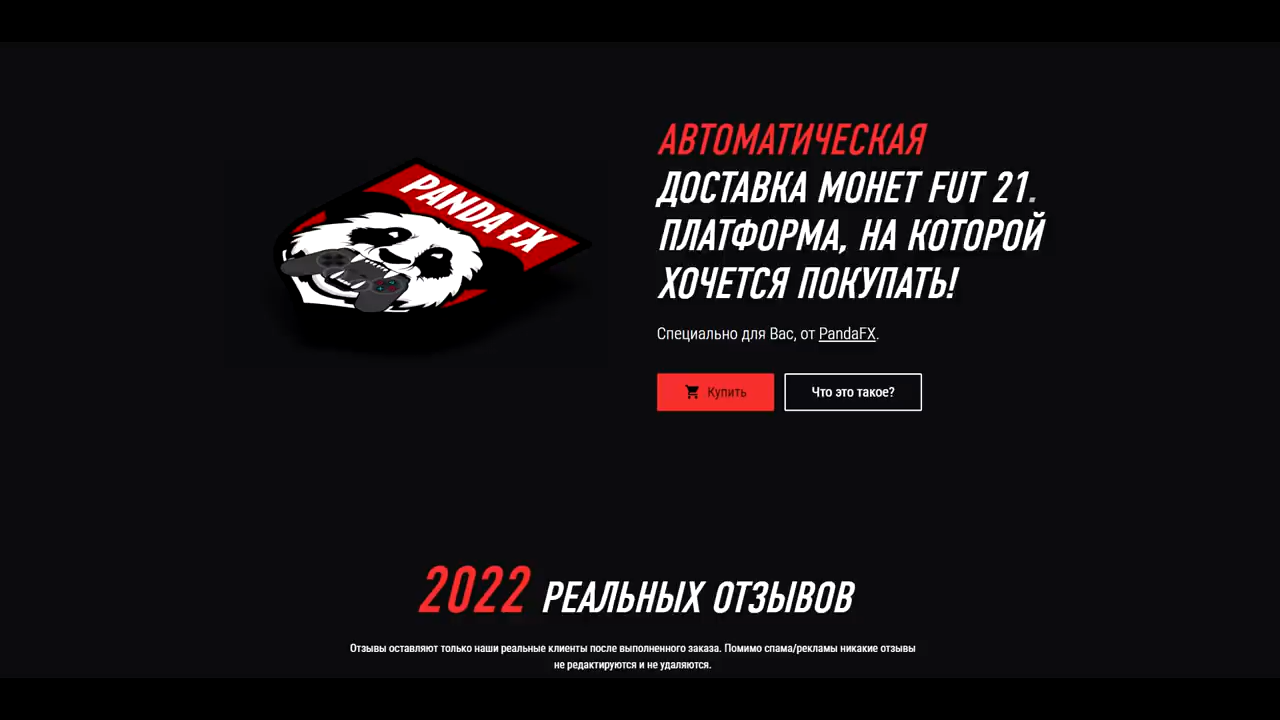 PANDA FX
АВТОМАТИЧЕСКАЯ
ДОСТАВКА МОНЕТ FUT 21.
ПЛАТФОРМА, НА КОТОРОЙ
ХОЧЕТСЯ ПОКУПАТЬ!
Специально для Вас, от PandaFX.
Купить
Что это такое?
2022 РЕАЛЬНЫХ ОТЗЫВОВ
Отзывы оставляют только наши реальные клиенты после выполненного заказа. Помимо спама/рекламы никакие отзывы
не редактируются и не удаляются.